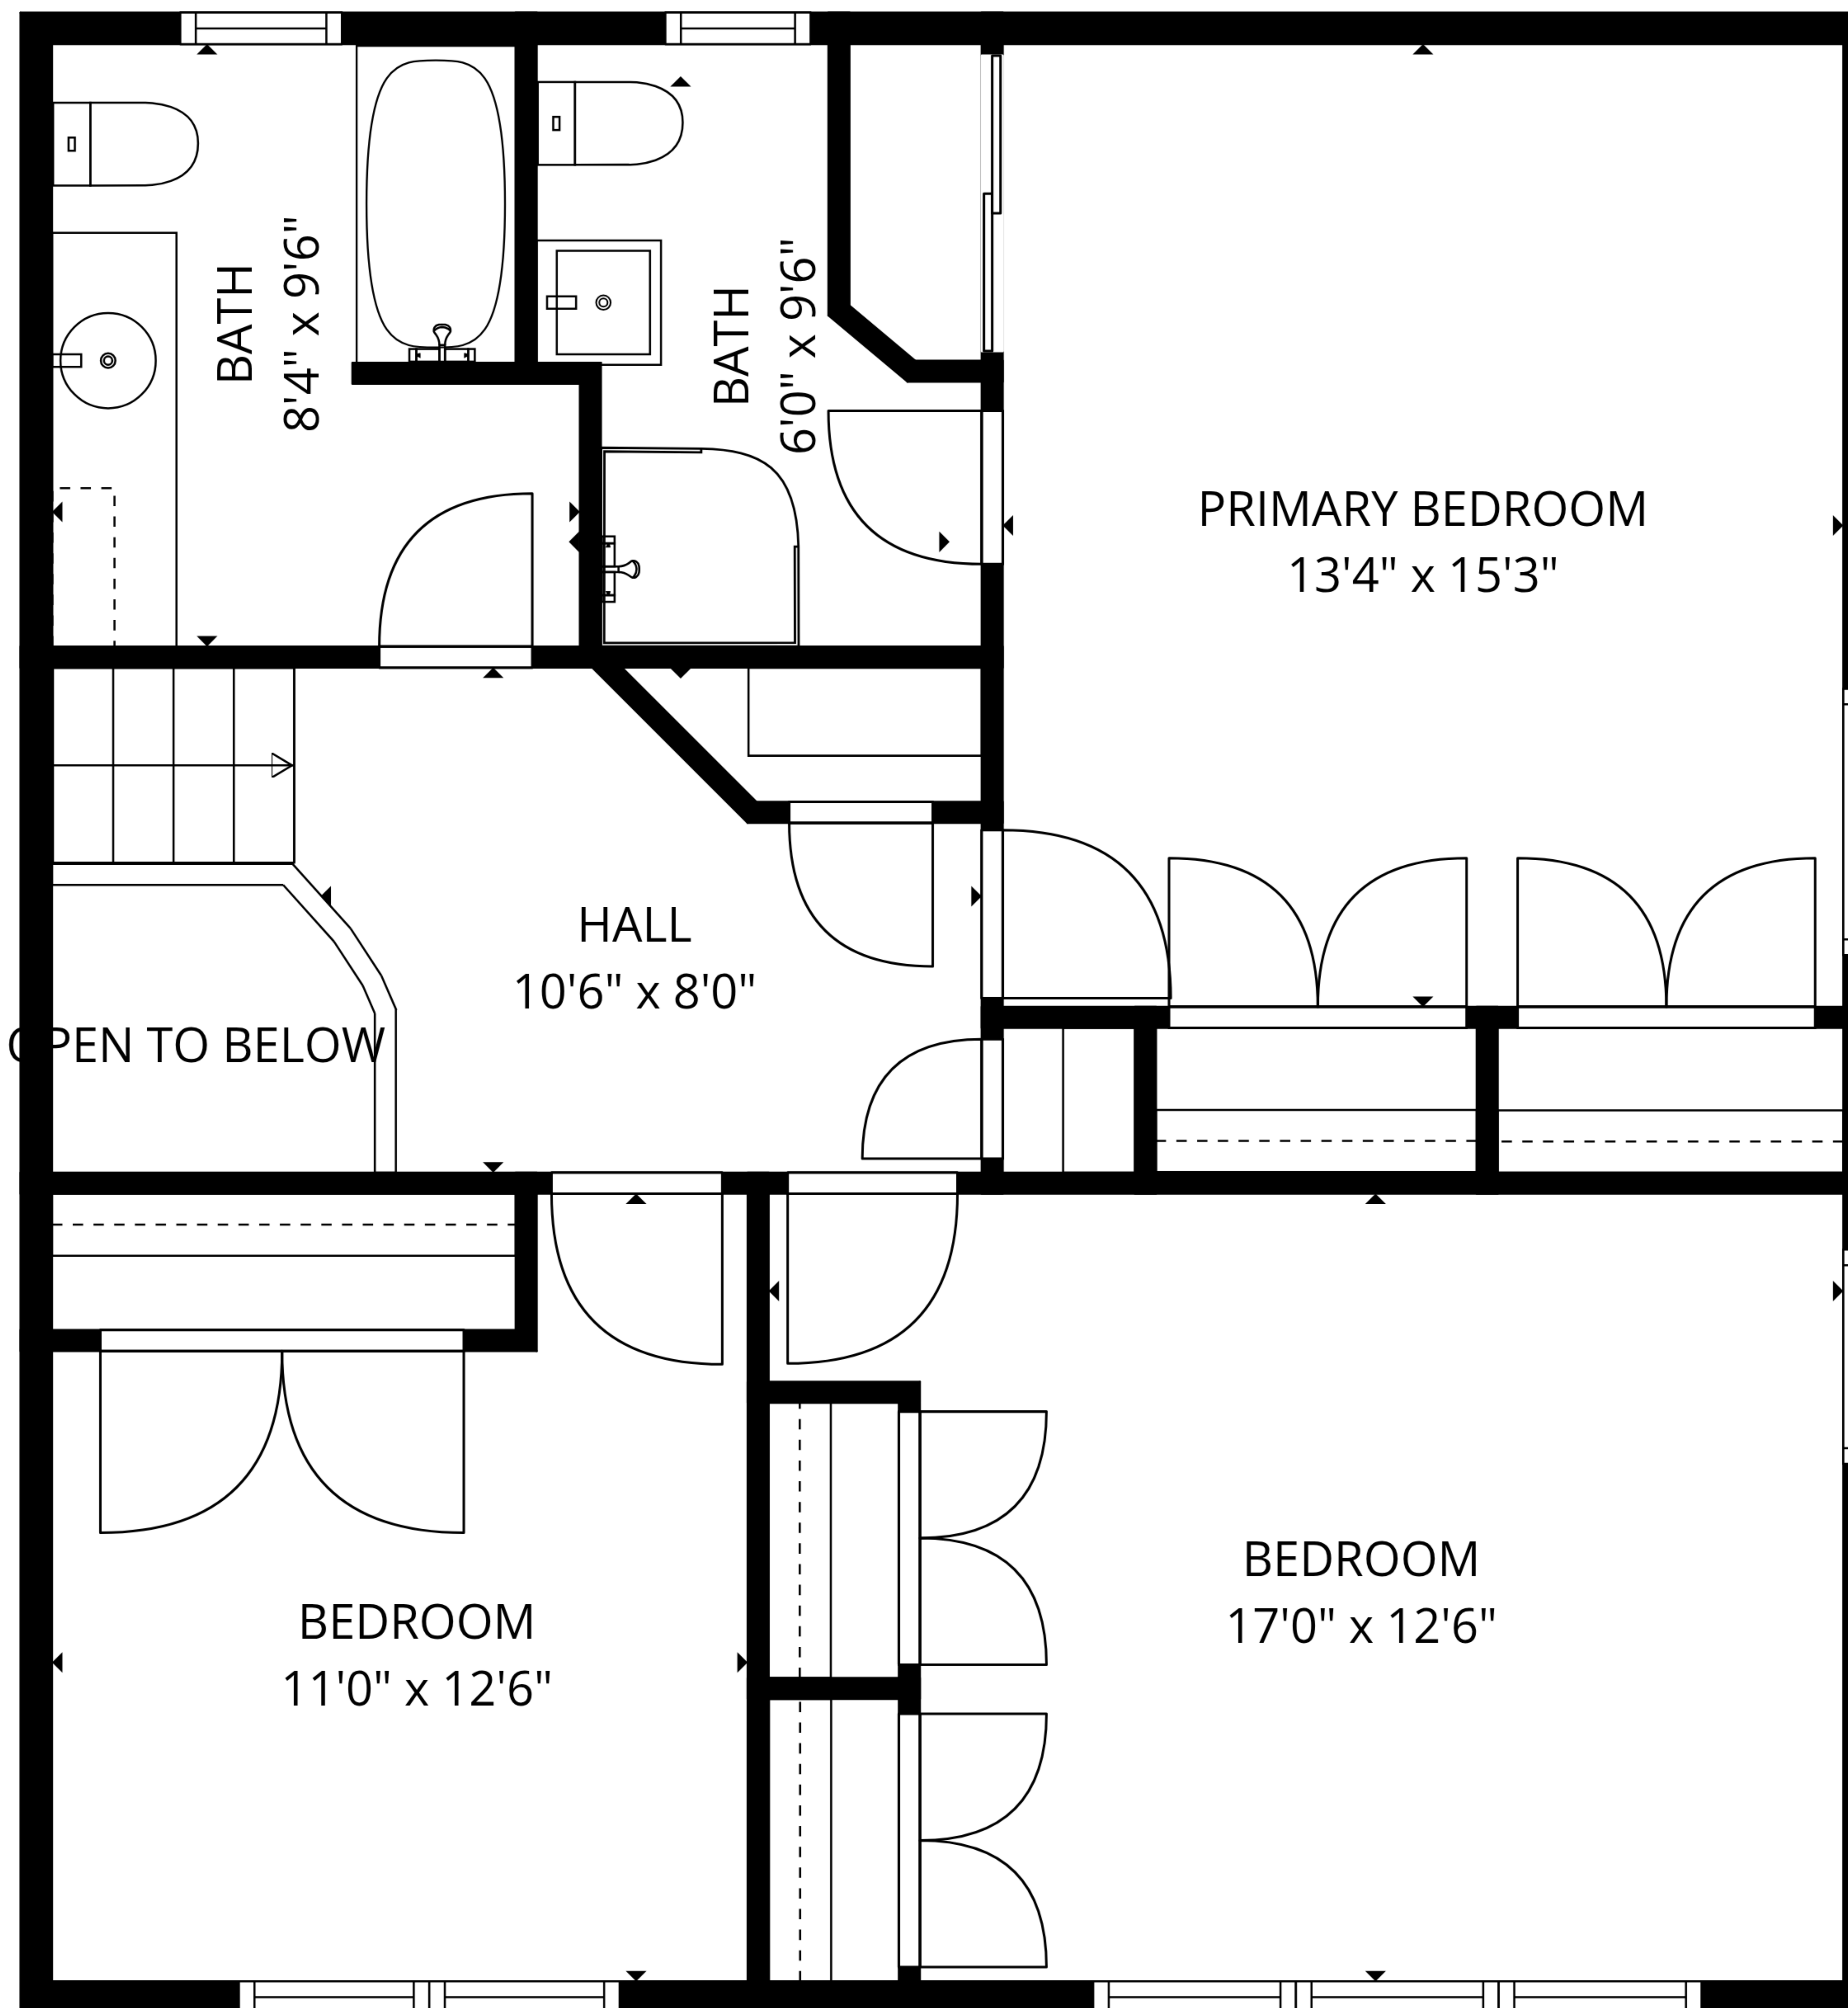 BATH
8'4" x 9'6"
BATH
6'0" x 9'6"
PRIMARY BEDROOM
13'4" x 15'3"
HALL
10'6" x 8'0"
OPEN TO BELOW
BEDROOM
11'0" x 12'6"
BEDROOM
17'0" x 12'6"